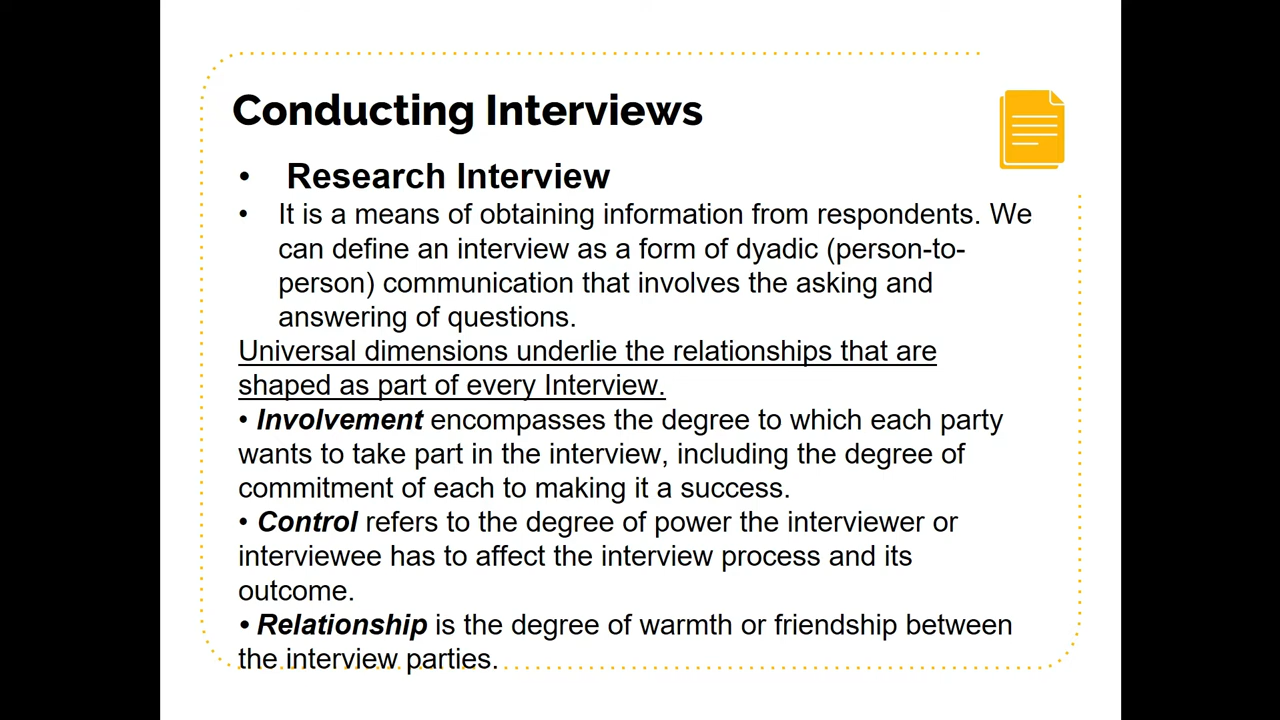 Conducting Interviews
• Research Interview
• It is a means of obtaining information from respondents. We
can define an interview as a form of dyadic (person-to-
person) communication that involves the asking and
answering of questions.
Universal dimensions underlie the relationships that are
shaped as part of every Interview.
• Involvement encompasses the degree to which each party
wants to take part in the interview, including the degree of
commitment of each to making it a success.
• Control refers to the degree of power the interviewer or
interviewee has to affect the interview process and its
outcome.
• Relationship is the degree of warmth or friendship between
the interview parties.